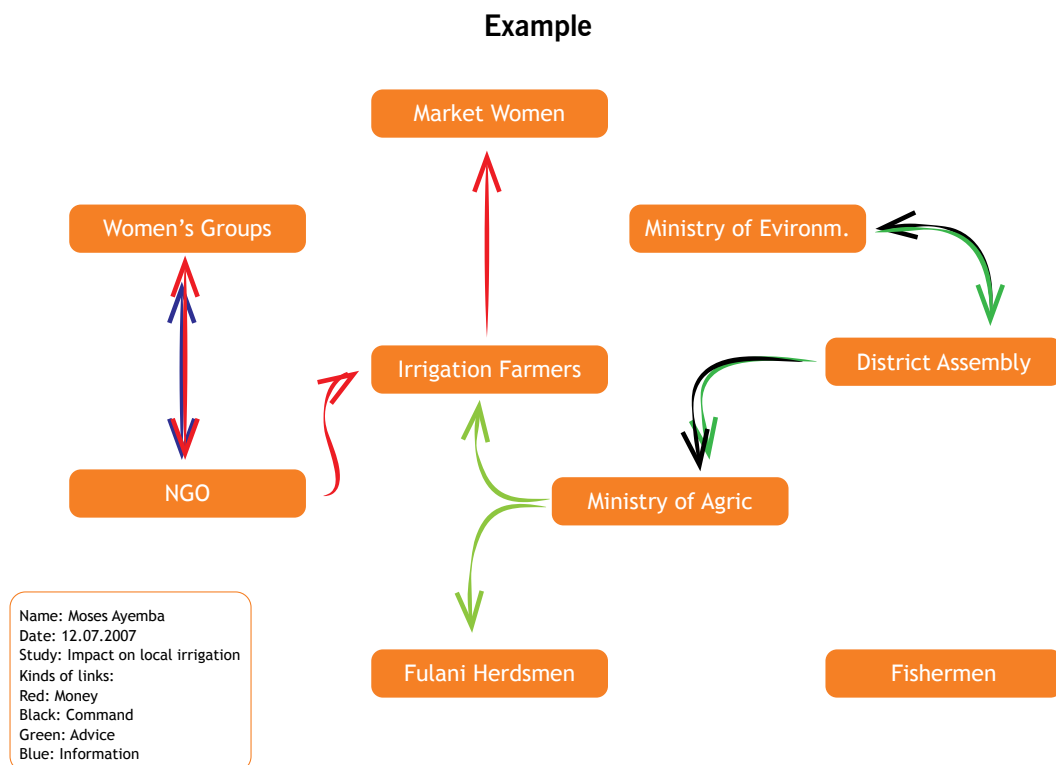 Example
Market Women
Women’s Groups
Ministry of Evironm.
Irrigation Farmers
District Assembly
NGO
Ministry of Agric
Fulani Herdsmen
Fishermen
Name: Moses Ayemba
Date: 12.07.2007
Study: Impact on local irrigation
Kinds of links:
Red: Money
Black: Command
Green: Advice
Blue: Information